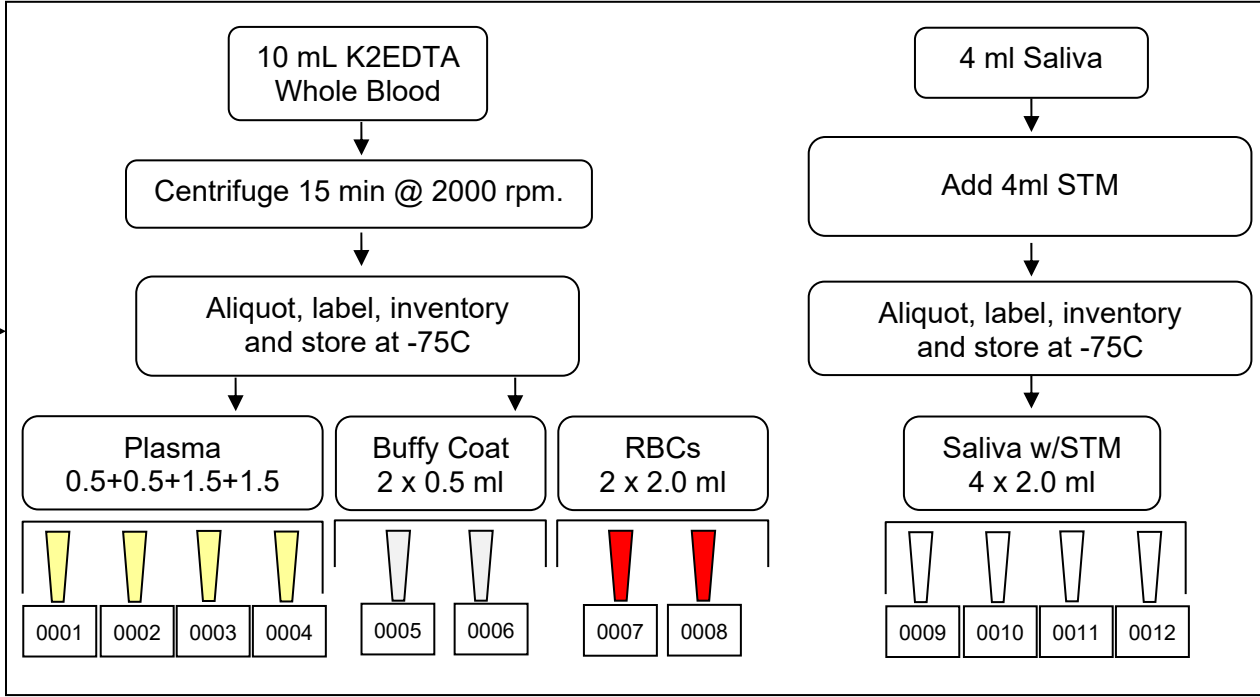 10 mL K2EDTA
Whole Blood
Centrifuge 15 min @ 2000 rpm.
Aliquot, label, inventory
and store at -75C
Plasma
0.5+0.5+1.5+1.5
Buffy Coat
2 x 0.5 ml
RBCs
2 x 2.0 ml
0001
0002
0003
0004
0005
0006
0007
0008
4 ml Saliva
Add 4ml STM
Aliquot, label, inventory
and store at -75C
Saliva w/STM
4 x 2.0 ml
0009
0010
0011
0012